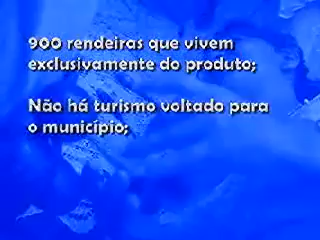 900 rendeiras que vivem
exclusivamente do produto;
Não há turismo voltado para
o município;